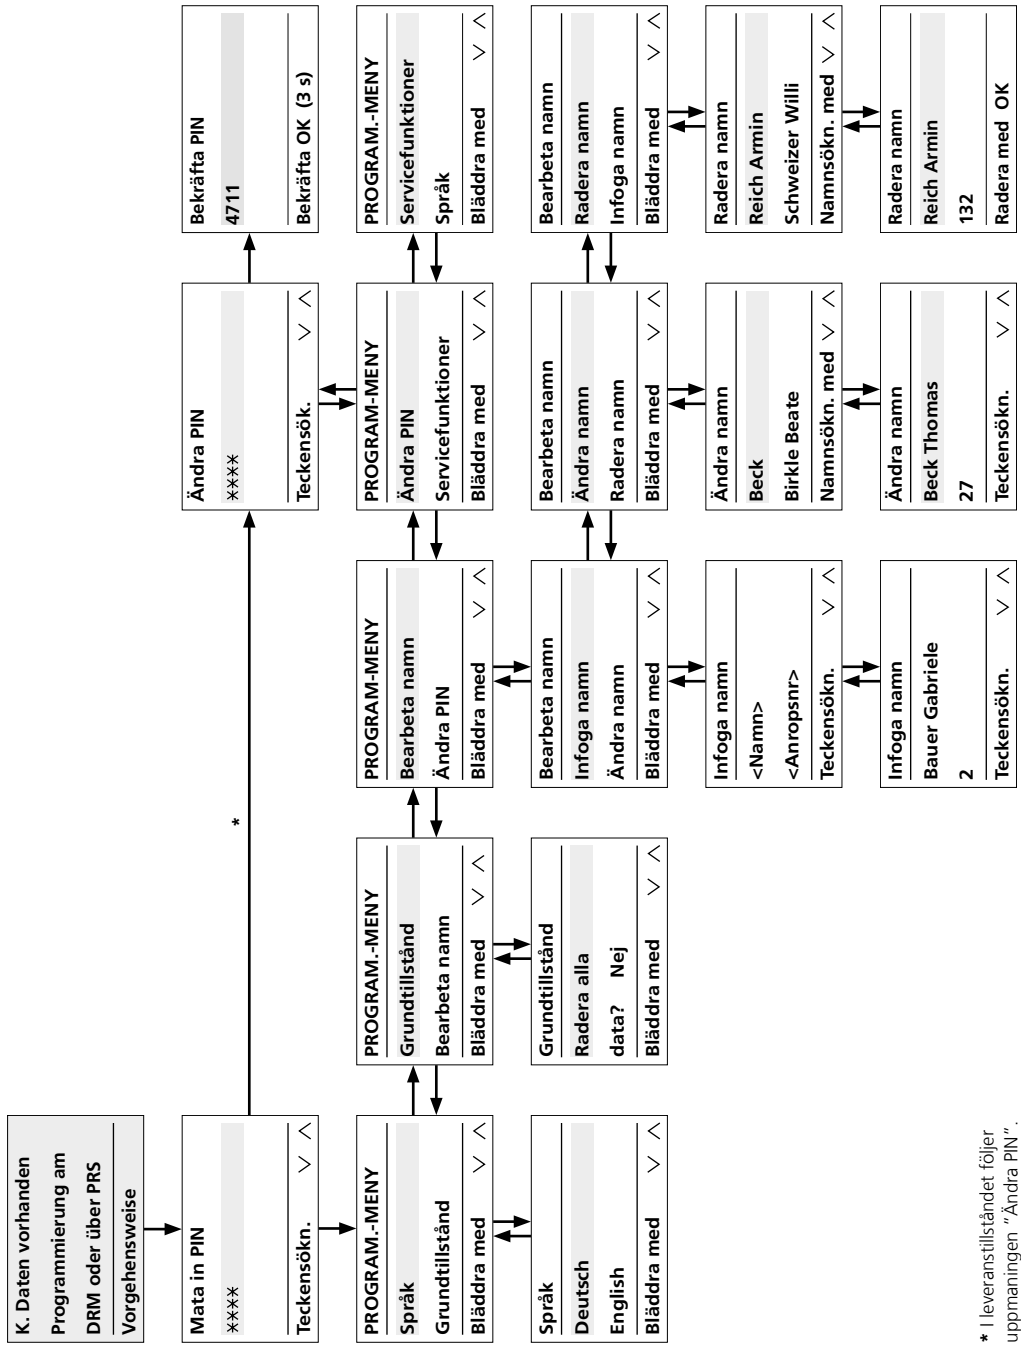 K. Daten vorhanden
Programmierung am
DRM oder über PRS
Vorgehensweise
Mata in PIN
****
Teckensökn. ∨ ∧
*
Ändra PIN
****
Teckensök. ∨ ∧
Bekräfta PIN
4711
Bekräfta OK (3 s)
PROGRAM.-MENY
Språk
Grundtillstånd
Bläddra med ∨ ∧
PROGRAM.-MENY
Grundtillstånd
Bearbeta namn
Bläddra med ∨ ∧
PROGRAM-MENY
Bearbeta namn
Ändra PIN
Bläddra med ∨ ∧
PROGRAM-MENY
Ändra PIN
Servicefunktioner
Bläddra med ∨ ∧
PROGRAM.-MENY
Servicefunktioner
Språk
Bläddra med ∨ ∧
Språk
Deutsch
English
Bläddra med ∨ ∧
Grundtillstånd
Radera alla
data? Nej
Bläddra med ∨ ∧
Bearbeta namn
Infoga namn
Ändra namn
Bläddra med ∨ ∧
Bearbeta namn
Ändra namn
Radera namn
Bläddra med ∨ ∧
Bearbeta namn
Radera namn
Infoga namn
Bläddra med ∨ ∧
Infoga namn
<Namn>
<Anropsnr>
Teckensökn. ∨ ∧
Ändra namn
Beck
Birkle Beate
Namnsökn. med ∨ ∧
Radera namn
Reich Armin
Schweizer Willi
Namnsökn. med ∨ ∧
Infoga namn
Bauer Gabriele
2
Teckensökn. ∨ ∧
Ändra namn
Beck Thomas
27
Teckensökn. ∨ ∧
Radera namn
Reich Armin
132
Radera med OK
* I leveranstillståndet följer
uppmaningen "Ändra PIN".